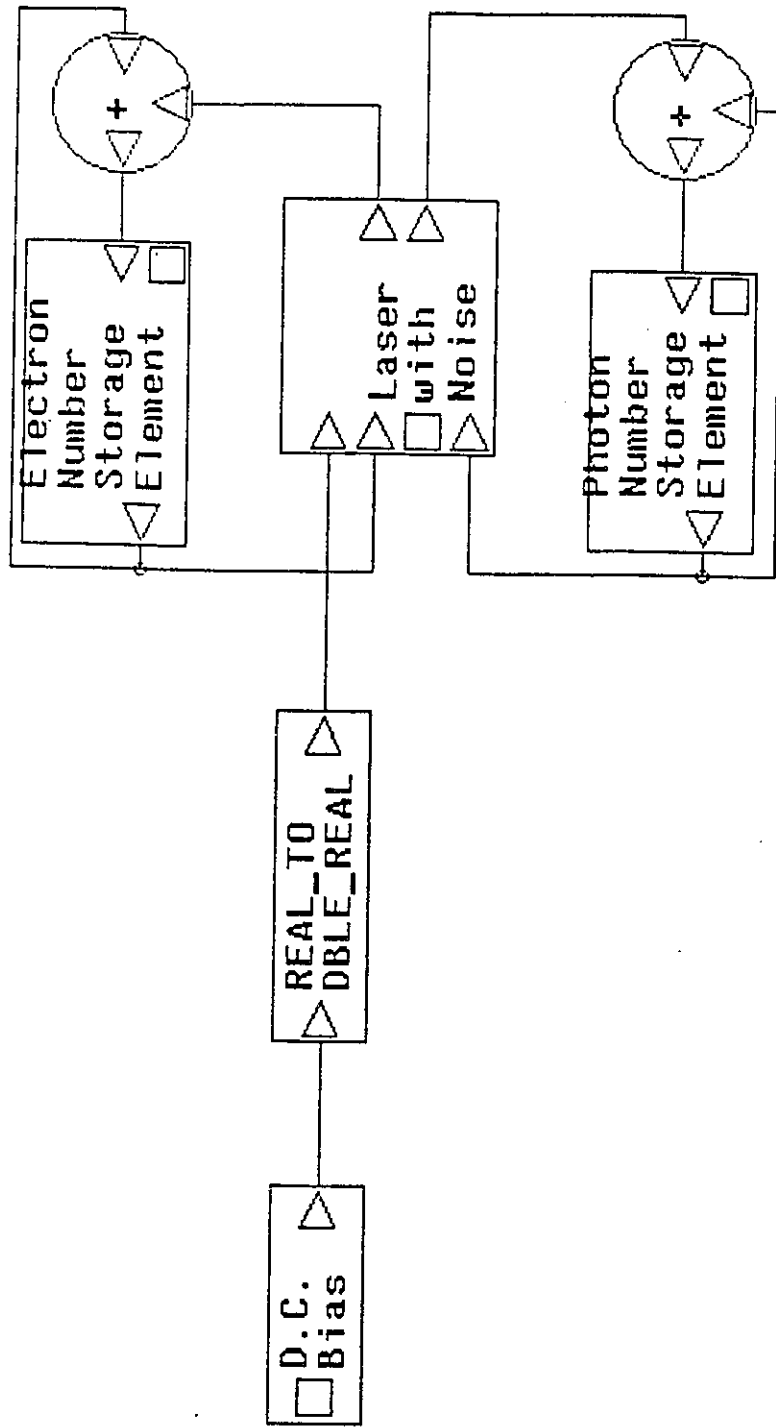 D.C.
Bias
REAL_TO
DBLE_REAL
Electron
Number
Storage
Element
+
Laser
with
Noise
Photon
Number
Storage
Element
+